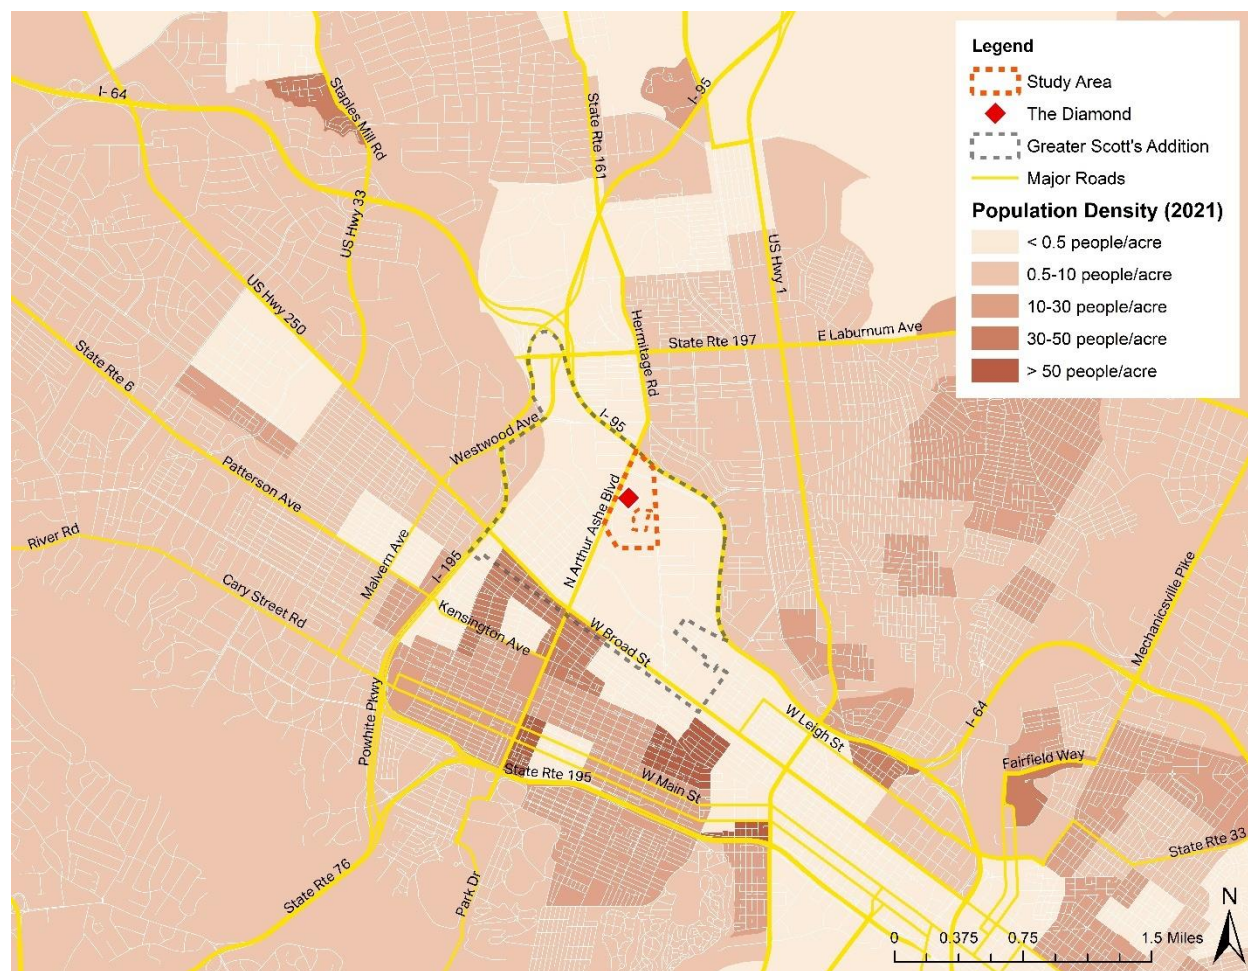 Legend
Study Area
The Diamond
Greater Scott's Addition
Major Roads
Population Density (2021)
< 0.5 people/acre
0.5-10 people/acre
10-30 people/acre
30-50 people/acre
> 50 people/acre
I- 64
Staples Mill Rd
State Rte 161
I- 95
US Hwy 33
US Hwy 1
US Hwy 250
Hermitage Rd
State Rte 197
E Laburnum Ave
State Rte 6
I- 95
Westwood Ave
Patterson Ave
N Arthur Ashe Blvd
River Rd
Malvern Ave
I- 195
Cary Street Rd
Kensington Ave
W Broad St
Mechanicsville Pike
Powhite Pkwy
W Leigh St
I- 64
Fairfield Way
State Rte 195
W Main St
State Rte 33
State Rte 76
Park Dr
N
0 0.375 0.75 1.5 Miles